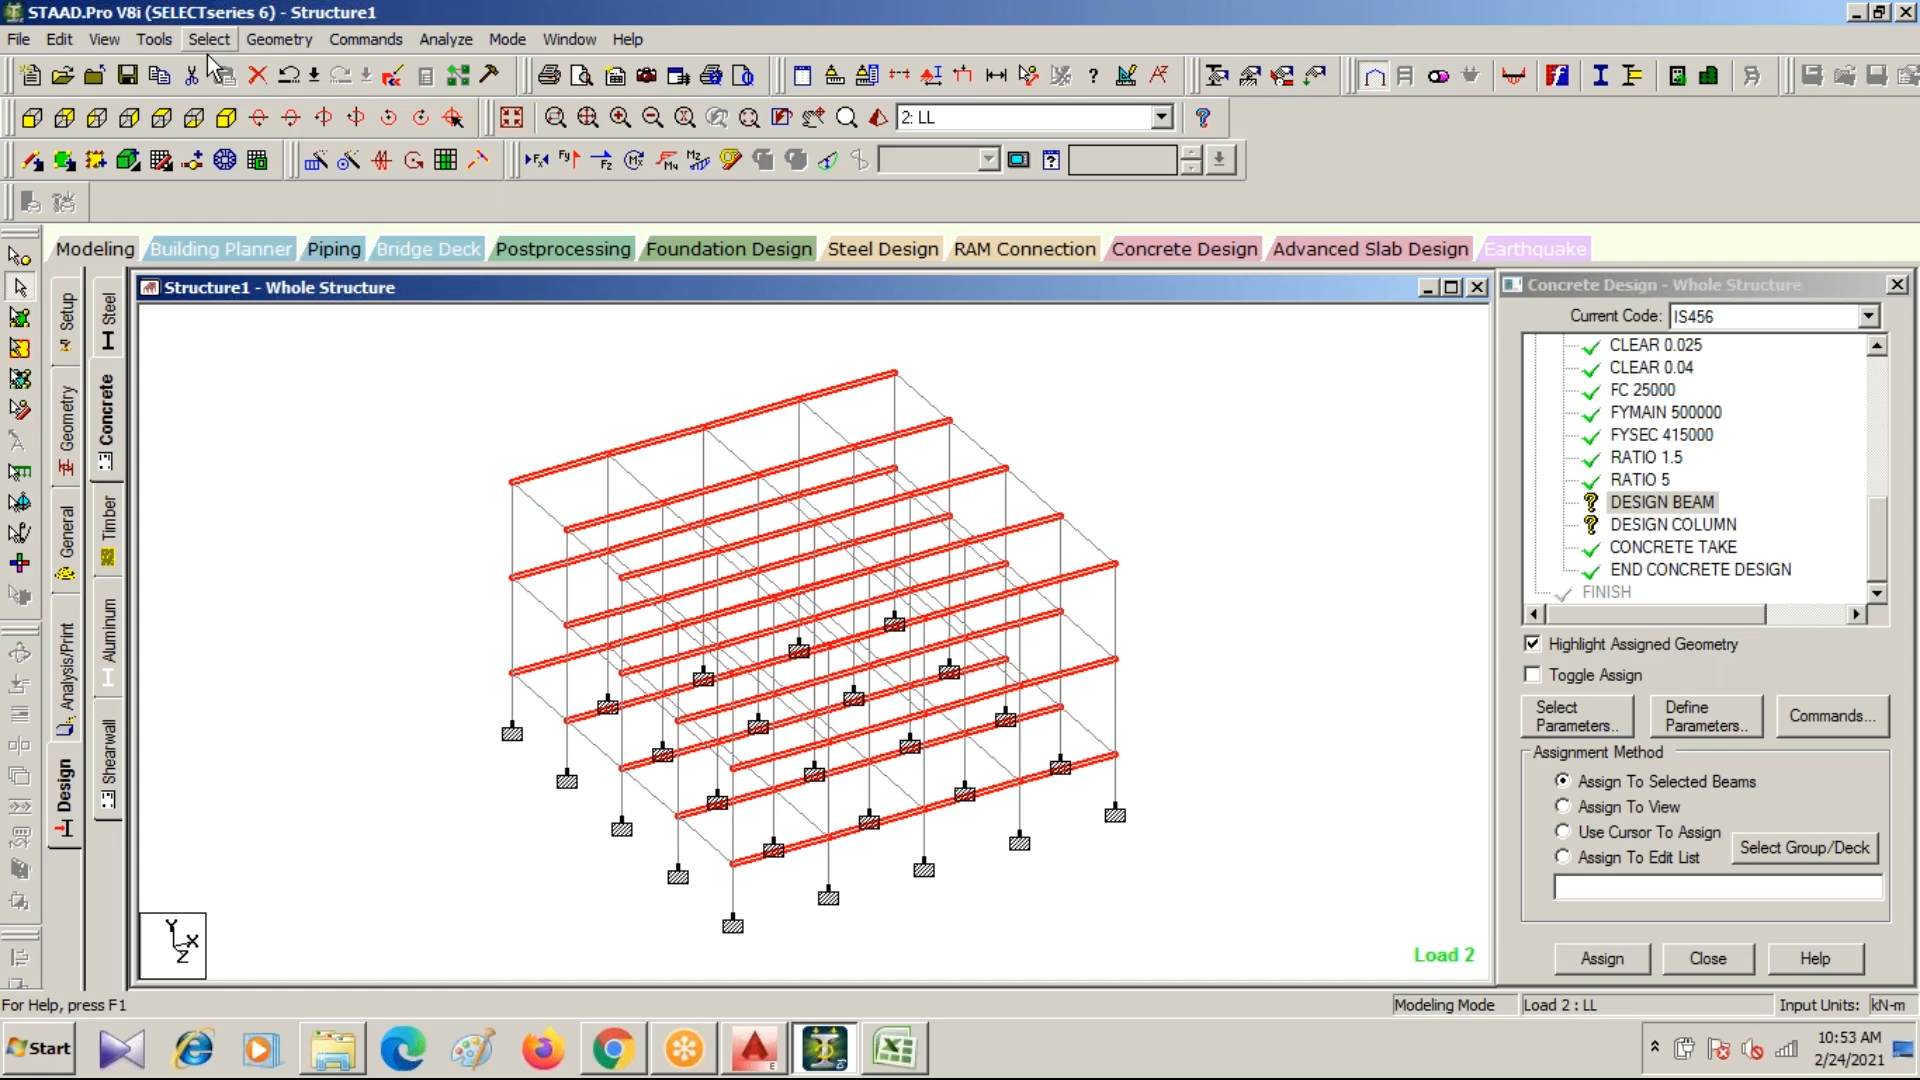 STAAD.Pro V8i (SELECTseries 6) - Structure1
File Edit View Tools Select Geometry Commands Analyze Mode Window Help
2: LL
Modeling Building Planner Piping Bridge Deck Postprocessing Foundation Design Steel Design RAM Connection Concrete Design Advanced Slab Design Earthquake
Setup
Geometry
General
Analysis/Print
Design
Steel
Concrete
Timber
Aluminum
Shearwall
Structure1 - Whole Structure
Y
X
Z
Load 2
Concrete Design - Whole Structure
Current Code: IS456
CLEAR 0.025
CLEAR 0.04
FC 25000
FYMAIN 500000
FYSEC 415000
RATIO 1.5
RATIO 5
DESIGN BEAM
DESIGN COLUMN
CONCRETE TAKE
END CONCRETE DESIGN
FINISH
Highlight Assigned Geometry
Toggle Assign
Select Parameters..
Define Parameters..
Commands...
Assignment Method
Assign To Selected Beams
Assign To View
Use Cursor To Assign
Assign To Edit List
Select Group/Deck
Assign Close Help
For Help, press F1
Modeling Mode Load 2 : LL Input Units: kN-m
Start
10:53 AM
2/24/2021